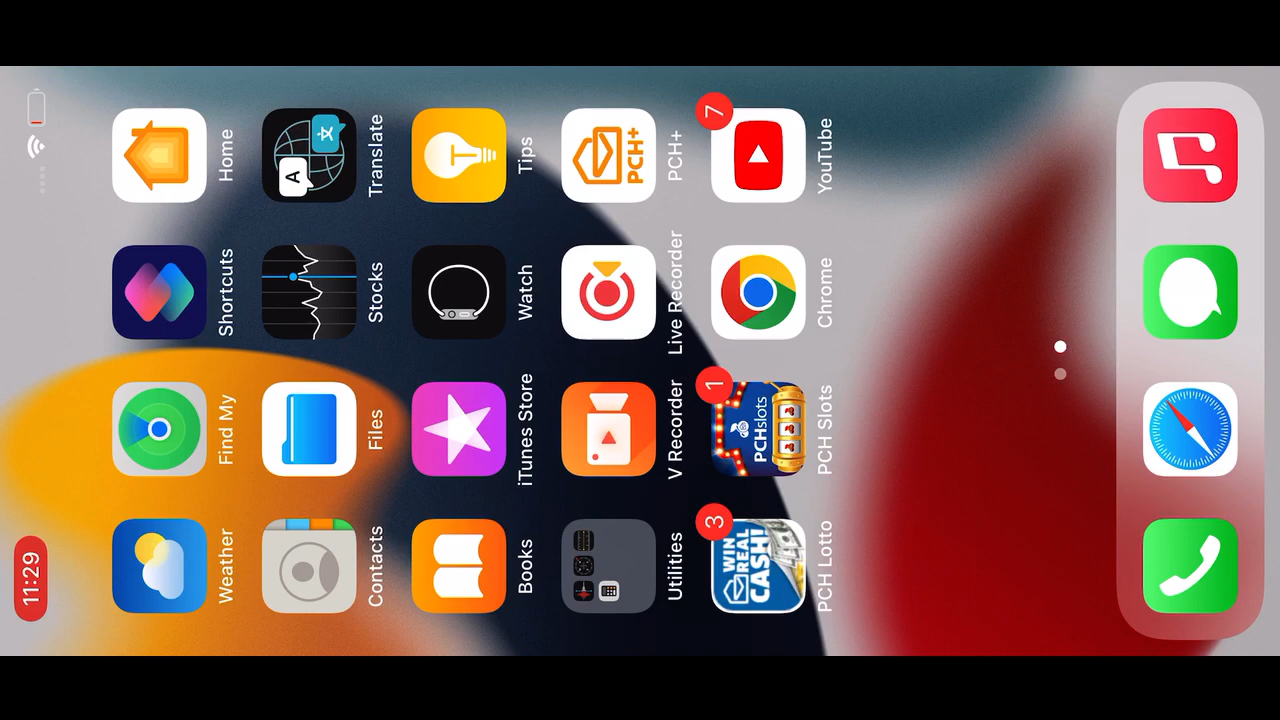 11:29
Weather
Find My
Shortcuts
Home
Contacts
Files
Stocks
A
文
Translate
Books
iTunes Store
Watch
Tips
Utilities
V Recorder
Live Recorder
PCH+
PCH+
3
WIN
REAL
CASH!
PCH Lotto
1
PCHslots
PCH Slots
Chrome
7
YouTube